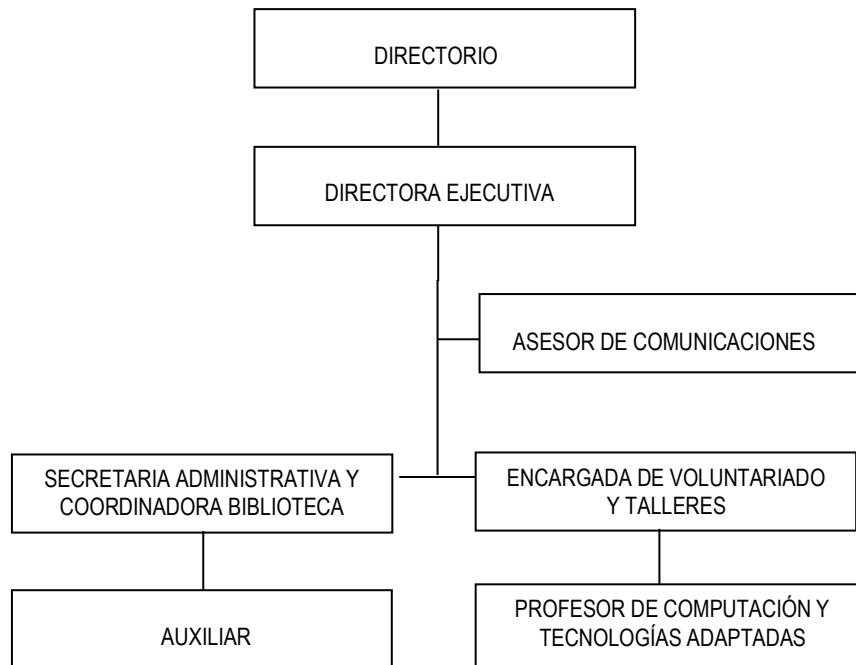 DIRECTORIO
DIRECTORA EJECUTIVA
ASESOR DE COMUNICACIONES
SECRETARIA ADMINISTRATIVA Y
COORDINADORA BIBLIOTECA
ENCARGADA DE VOLUNTARIADO
Y TALLERES
AUXILIAR
PROFESOR DE COMPUTACIÓN Y
TECNOLOGÍAS ADAPTADAS